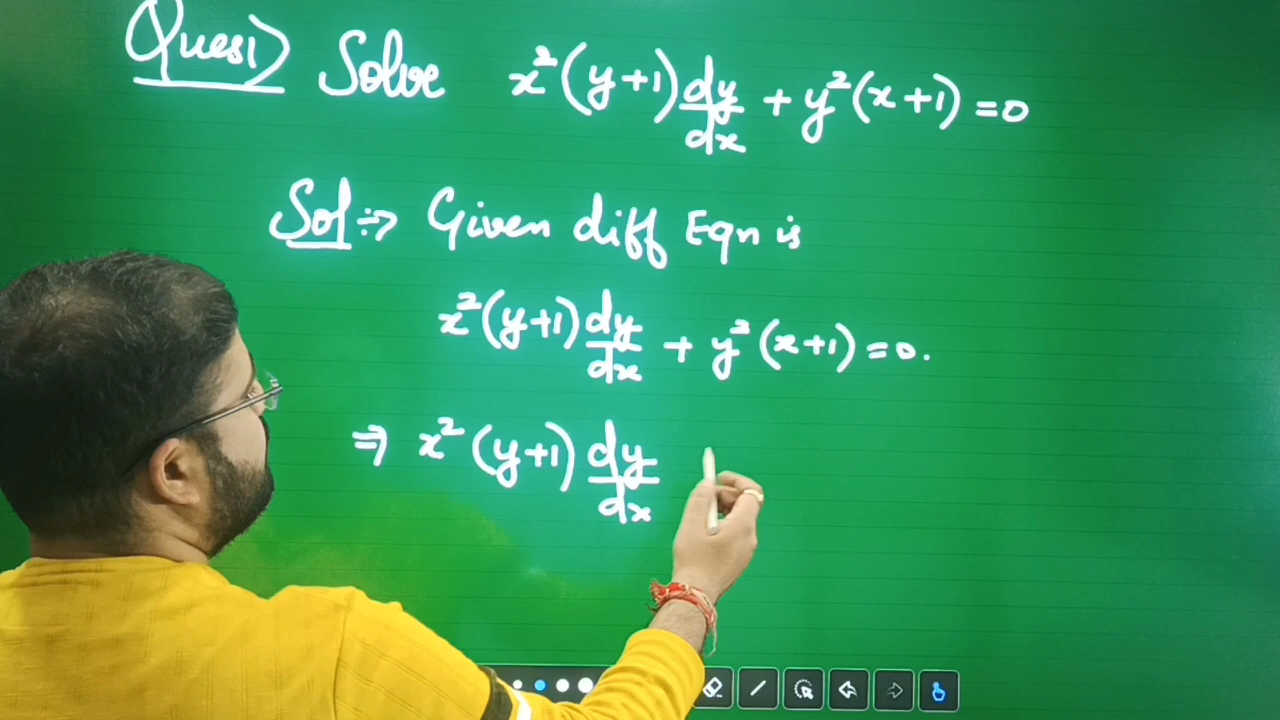 Ques1) Solve x²(y+1)dy/dx + y²(x+1) = 0
Sol ÷> Given diff Eqn is
x²(y+1)dy/dx + y²(x+1) = 0.
⇒ x²(y+1)dy/dx